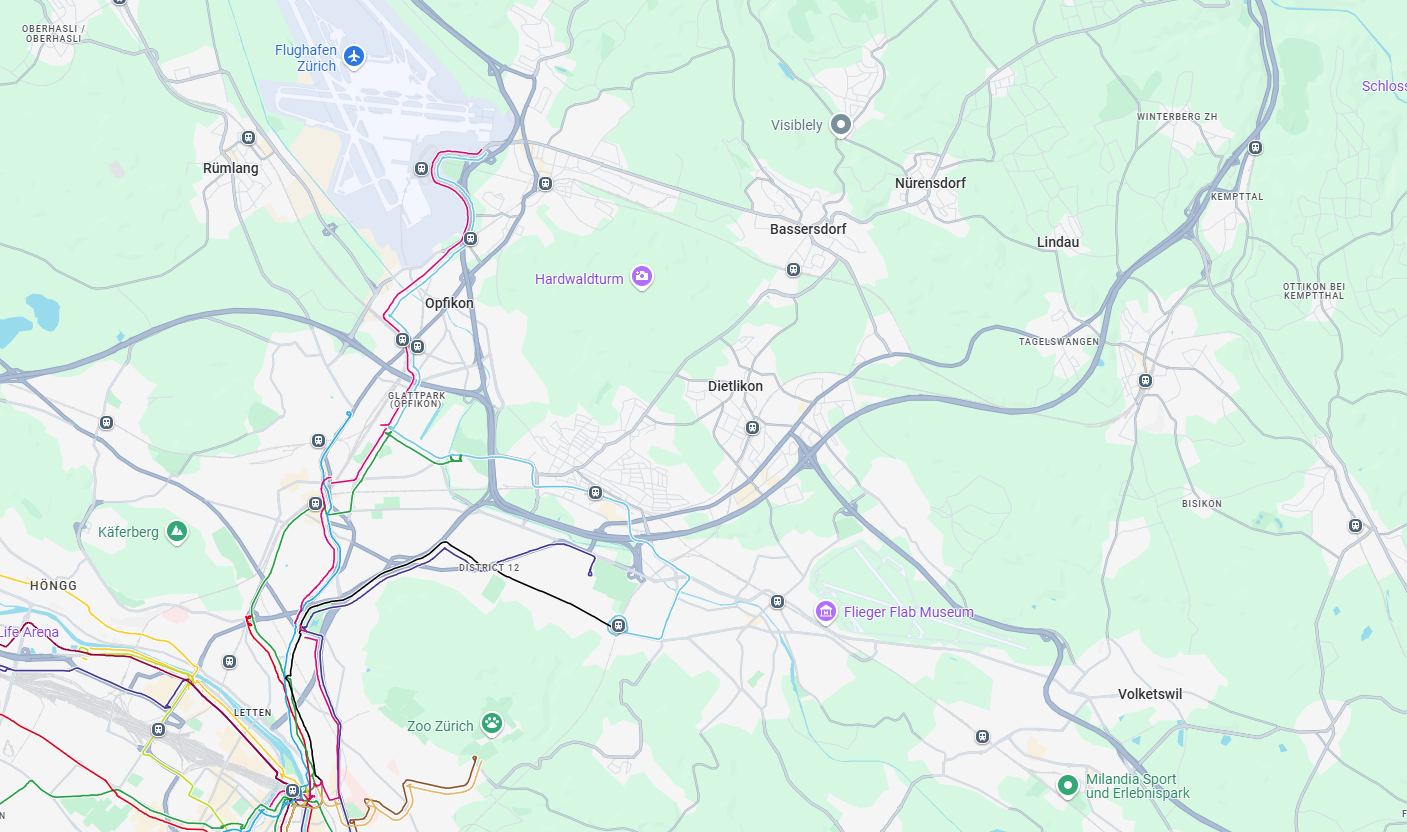 OBERHASLI /
OBERHASLI
Flughafen
Zürich
Schloss
Visiblely
WINTERBERG ZH
Rümlang
Nürensdorf
KEMPTTAL
Bassersdorf
Lindau
Hardwaldturm
OTTIKON BEI
KEMPTTHAL
Opfikon
TAGELSWANGEN
Dietlikon
GLATTPARK
(OPFIKON)
BISIKON
Käferberg
DISTRICT 12
HÖNGG
Flieger Flab Museum
Life Arena
Volketswil
LETTEN
Zoo Zürich
Milandia Sport
und Erlebnispark
N
F